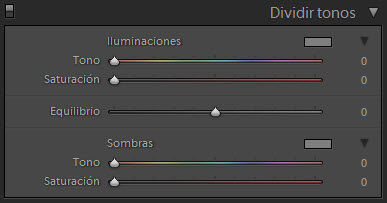 Dividir tonos
Iluminaciones
Tono 0
Saturación 0
Equilibrio 0
Sombras
Tono 0
Saturación 0